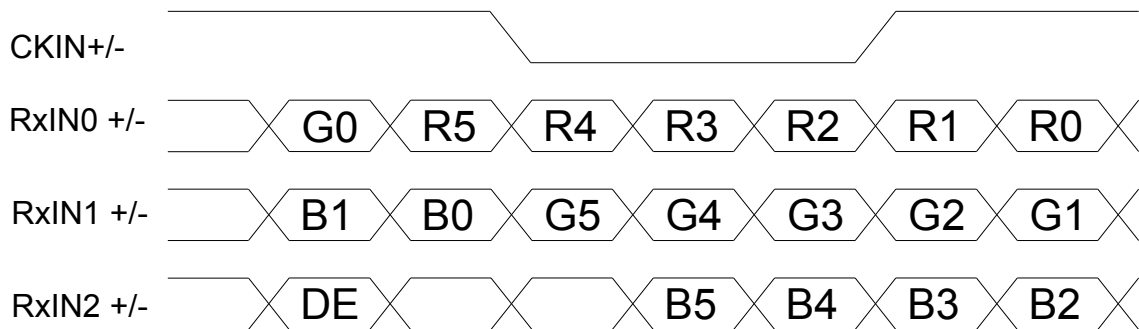 CKIN+/-
RxIN0 +/- G0 R5 R4 R3 R2 R1 R0
RxIN1 +/- B1 B0 G5 G4 G3 G2 G1
RxIN2 +/- DE B5 B4 B3 B2